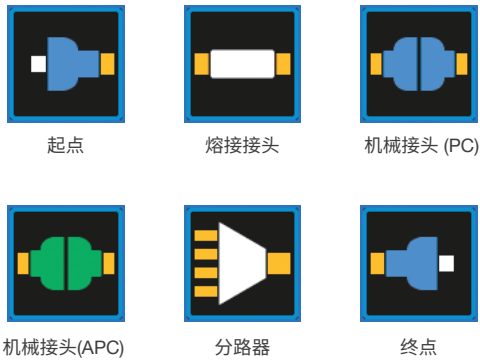 起点
熔接接头
机械接头 (PC)
机械接头(APC)
分路器
终点